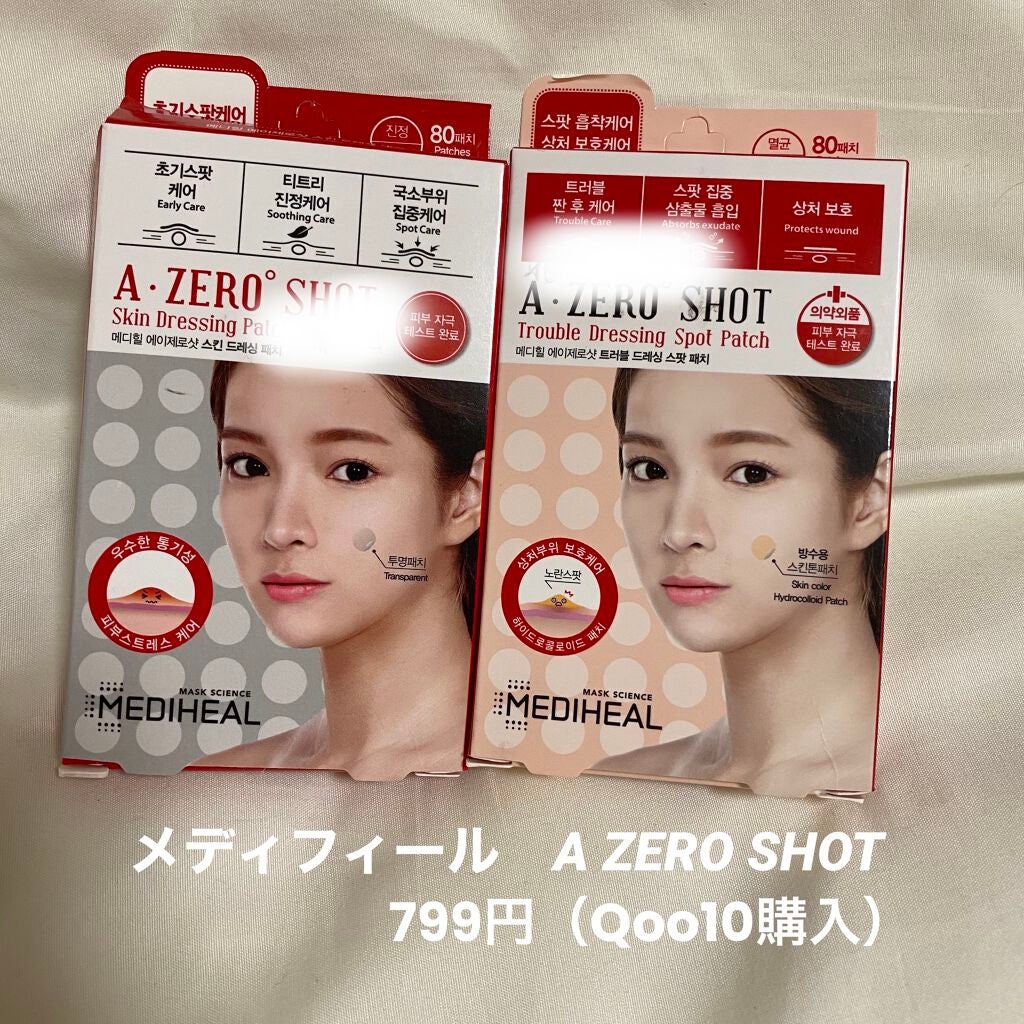 초기스팟케어
진정
80패치
Patches
초기스팟
케어
Early Care
티트리
진정케어
Soothing Care
국소부위
집중케어
Spot Care
A·ZERO° SHOT
Skin Dressing
메디힐 에이제로샷 스킨 드레싱 패치
피부 자극
테스트 완료
투명패치
Transparent
우수한 통기성
피부스트레스 케어
MASK SCIENCE
MEDIHEAL
스팟 흡착케어
상처 보호케어
멸균
80패치
트러블
짠 후 케어
Trouble Care
스팟 집중
삼출물 흡입
Absorbs exudate
상처 보호
Protects wound
A·ZERO° SHOT
Trouble Dressing Spot Patch
메디힐 에이제로샷 트러블 드레싱 스팟 패치
의약외품
피부 자극
테스트 완료
방수용
스킨톤패치
Skin color
Hydrocolloid Patch
상처부위 보호케어
노란스팟
하이드로콜로이드 패치
MASK SCIENCE
MEDIHEAL
メディフィール A ZERO SHOT
799円（Qoo10購入）